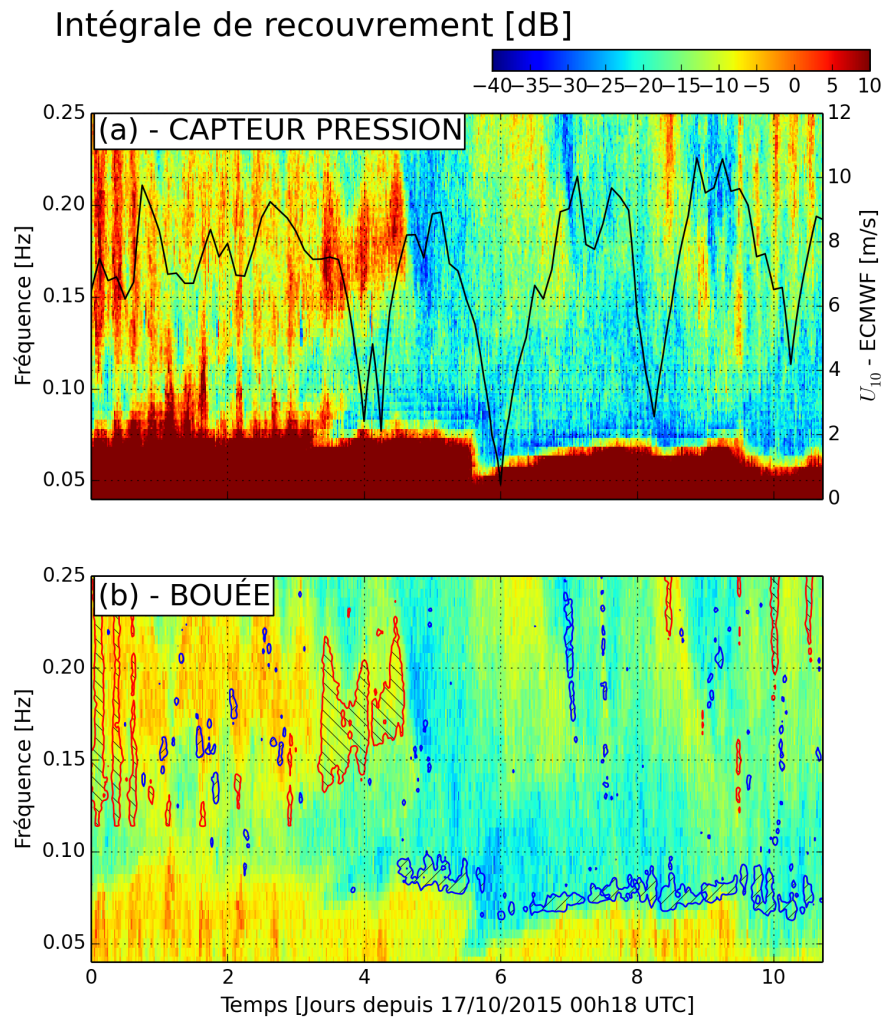 Intégrale de recouvrement [dB]
−40 −35 −30 −25 −20 −15 −10 −5 0 5 10
(a) - CAPTEUR PRESSION
0.25
0.20
0.15
0.10
0.05
Fréquence [Hz]
12
10
8
6
4
2
0
U10 - ECMWF [m/s]
(b) - BOUÉE
0.25
0.20
0.15
0.10
0.05
Fréquence [Hz]
0 2 4 6 8 10
Temps [Jours depuis 17/10/2015 00h18 UTC]